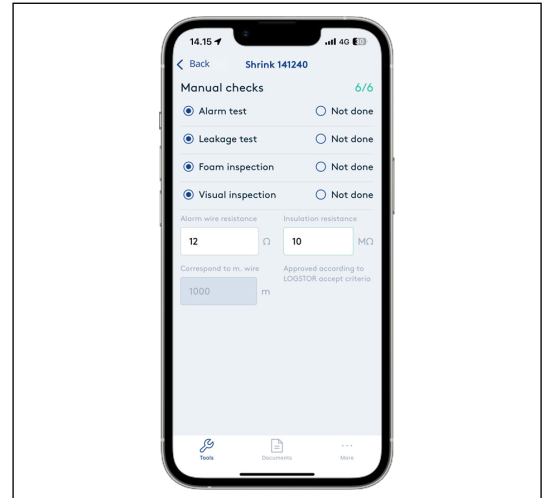 14.15 4G 30
Back Shrink 141240
Manual checks 6/6
Alarm test Not done
Leakage test Not done
Foam inspection Not done
Visual inspection Not done
Alarm wire resistance Insulation resistance
12 Ω 10 MΩ
Correspond to m. wire Approved according to
LOGSTOR accept criteria
1000 m
Tools Documents More